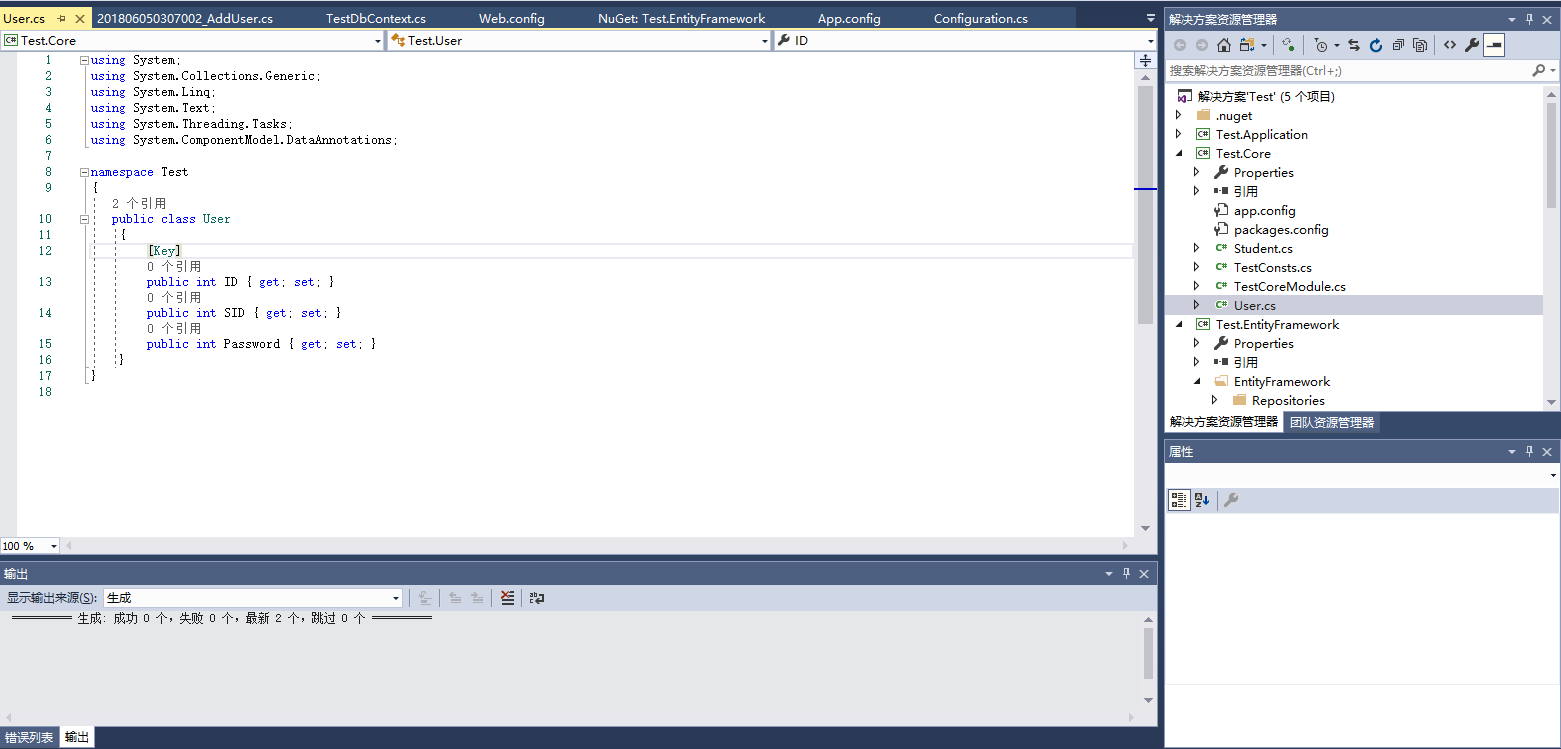 User.cs
201806050307002_AddUser.cs
TestDbContext.cs
Web.config
NuGet: Test.EntityFramework
App.config
Configuration.cs
Test.Core
Test.User
ID
1 using System;
2 using System.Collections.Generic;
3 using System.Linq;
4 using System.Text;
5 using System.Threading.Tasks;
6 using System.ComponentModel.DataAnnotations;
7
8 namespace Test
9 {
2 个引用
10 public class User
11 {
12 [Key]
0 个引用
13 public int ID { get; set; }
0 个引用
14 public int SID { get; set; }
0 个引用
15 public int Password { get; set; }
16 }
17 }
18
100 %
输出
显示输出来源(S): 生成
========== 生成: 成功 0 个，失败 0 个，最新 2 个，跳过 0 个 ==========
错误列表 输出
解决方案资源管理器
搜索解决方案资源管理器(Ctrl+;)
解决方案'Test' (5 个项目)
.nuget
C# Test.Application
C# Test.Core
Properties
引用
app.config
packages.config
C# Student.cs
C# TestConsts.cs
C# TestCoreModule.cs
C# User.cs
C# Test.EntityFramework
Properties
引用
EntityFramework
Repositories
解决方案资源管理器 团队资源管理器
属性